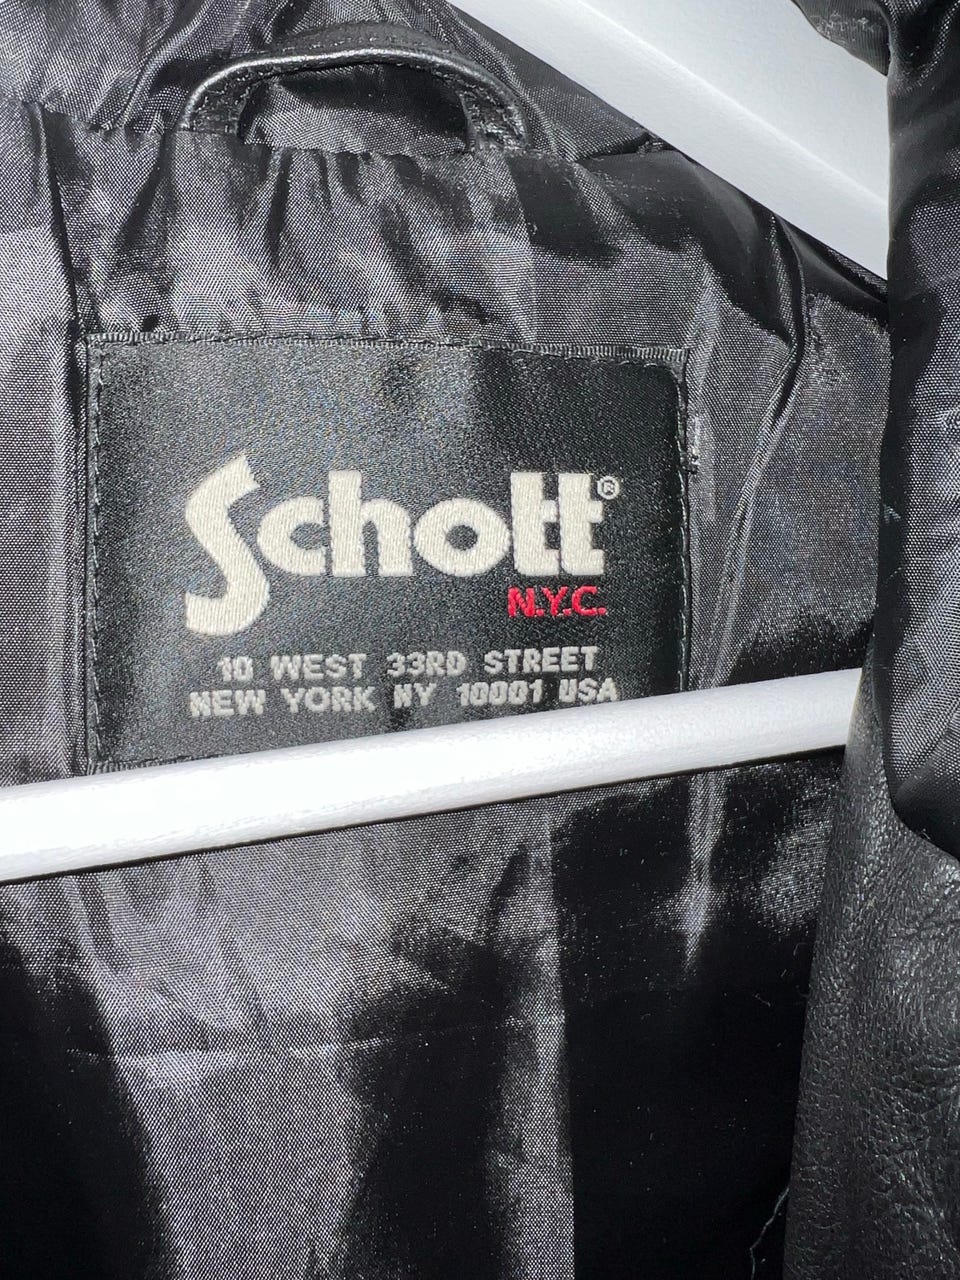 Schott®
N.Y.C.
10 WEST 33RD STREET
NEW YORK NY 10001 USA